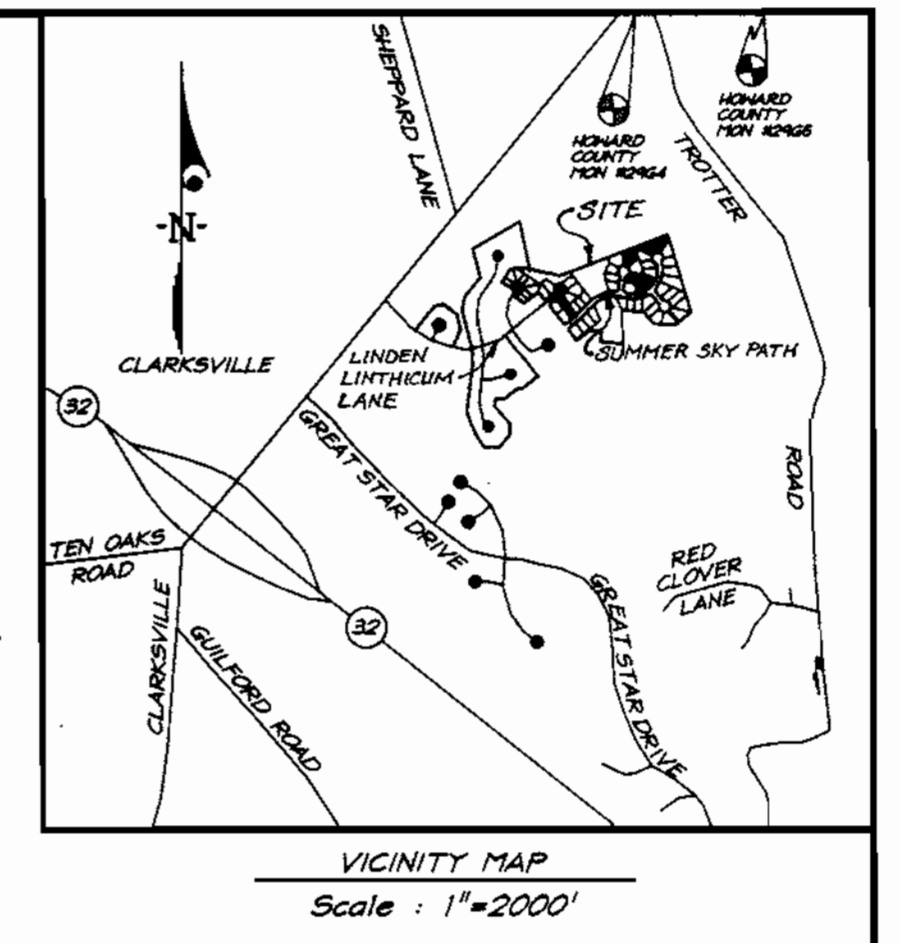 SHEPPARD LANE
HOWARD
COUNTY
MON #29G4
HOWARD
COUNTY
MON #29G5
TROTTER
ROAD
-N-
SITE
CLARKSVILLE
LINDEN
LINTHICUM
LANE
SUMMER SKY PATH
32
GREAT STAR DRIVE
TEN OAKS
ROAD
RED
CLOVER
LANE
GREAT STAR DRIVE
32
CLARKSVILLE
GUILFORD ROAD
VICINITY MAP
Scale : 1"=2000'